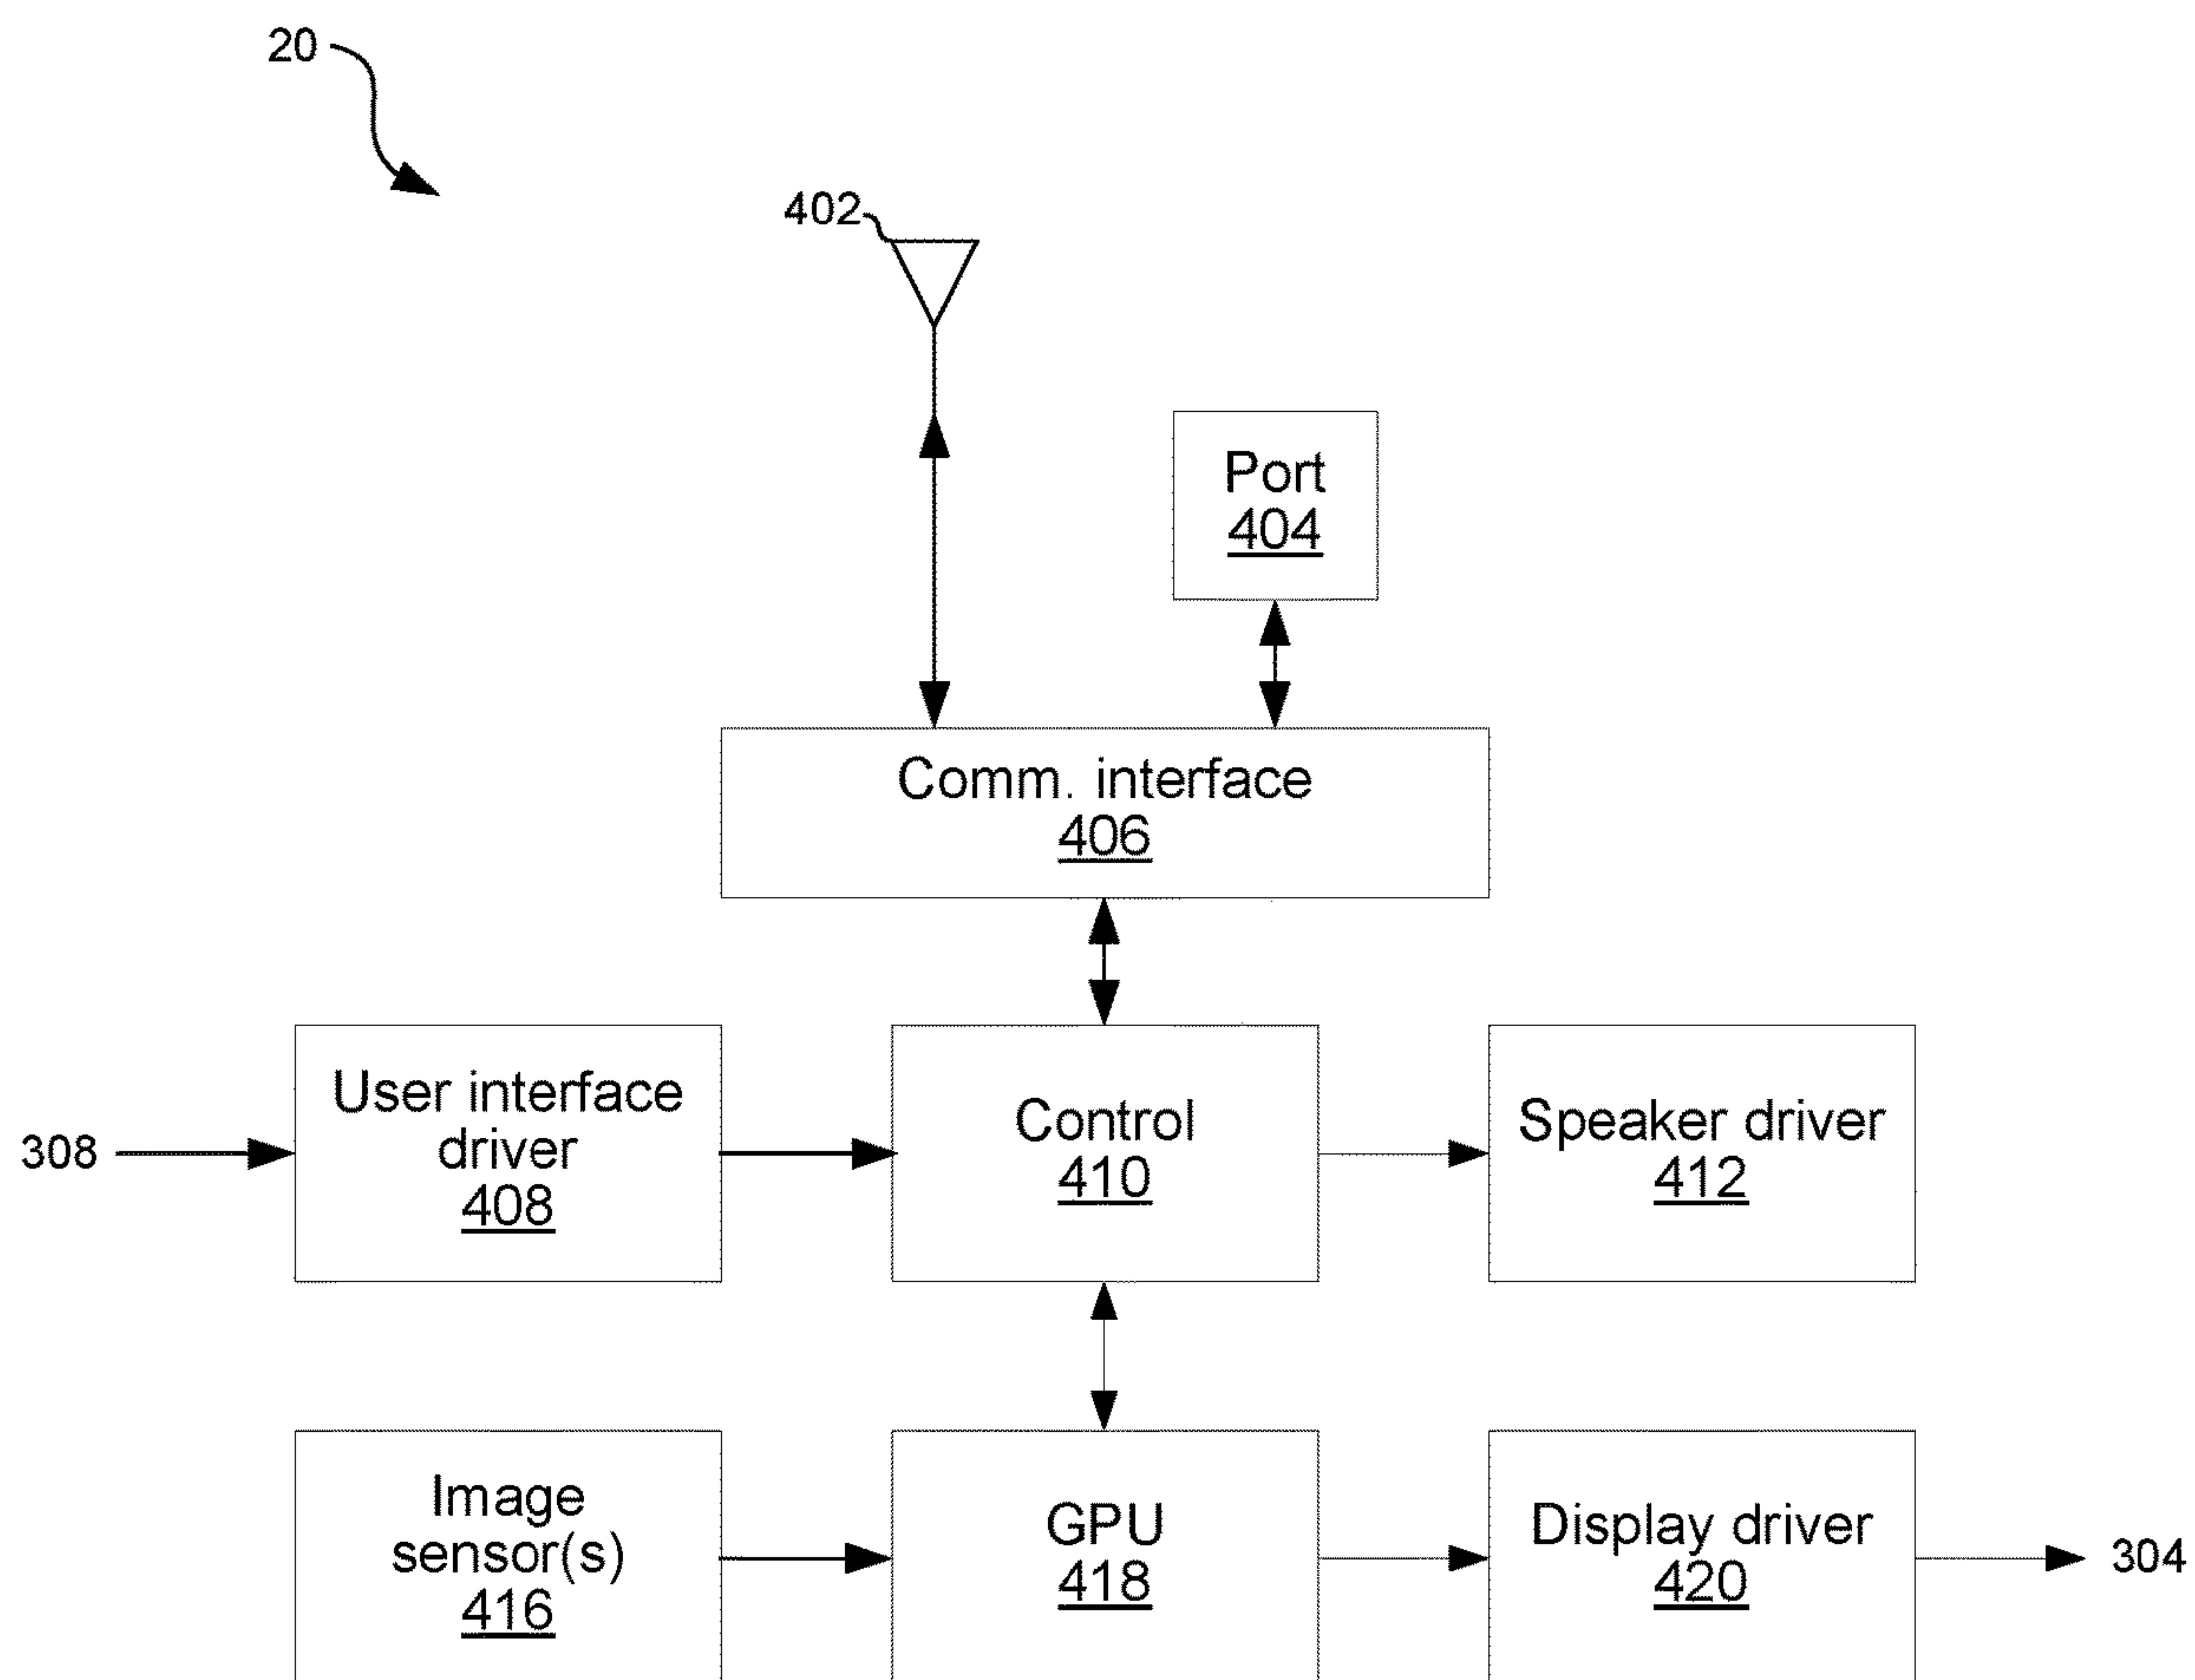 20
402
Port
404
Comm. interface
406
308
User interface
driver
408
Control
410
Speaker driver
412
Image
sensor(s)
416
GPU
418
Display driver
420
304